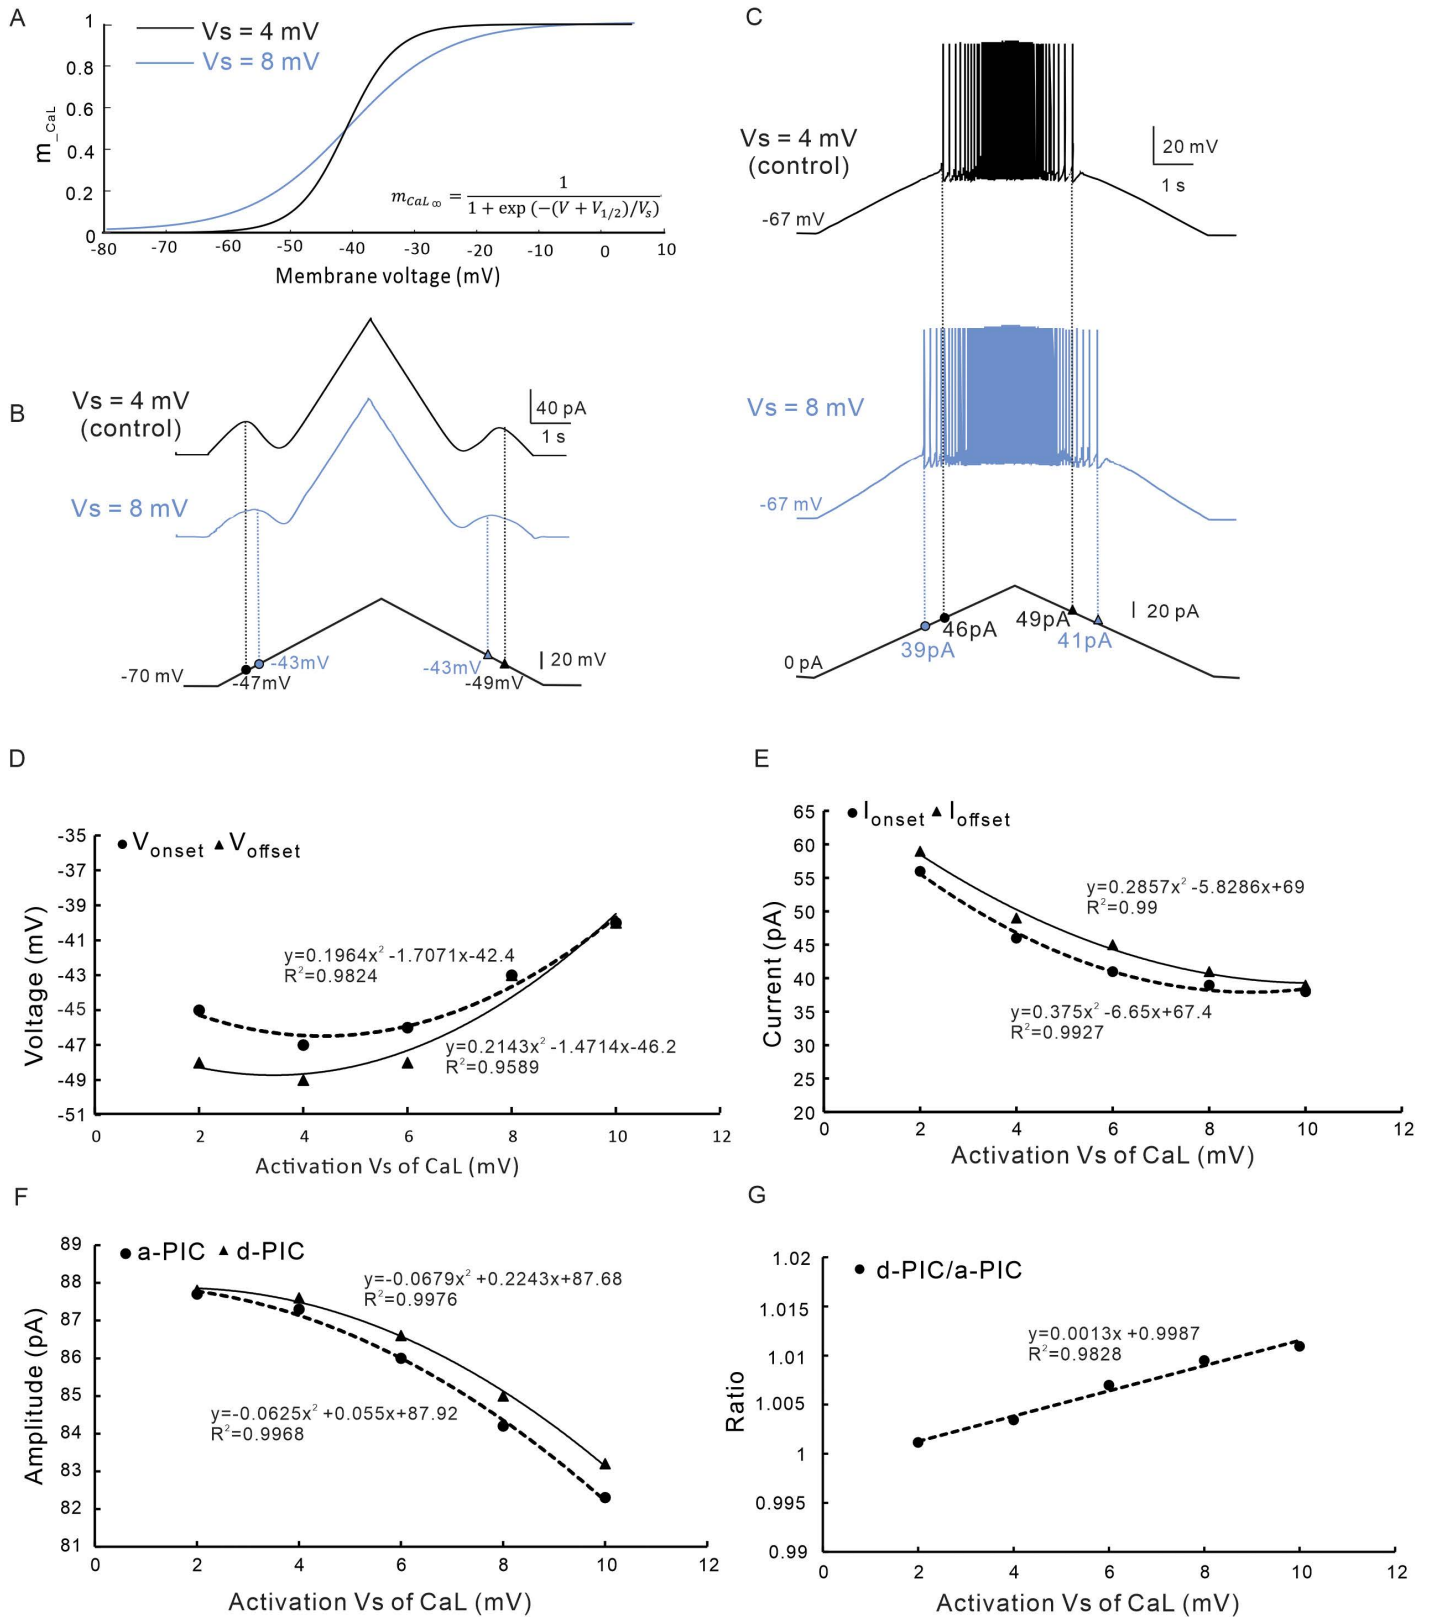 A
Vs = 4 mV
Vs = 8 mV
1
0.8
0.6
0.4
0.2
0
m_CaL
m_{CaL ∞} = 1 / (1 + exp (−(V + V_{1/2})/V_s))
-80 -70 -60 -50 -40 -30 -20 -10 0 10
Membrane voltage (mV)
B
Vs = 4 mV
(control)
40 pA
1 s
Vs = 8 mV
-70 mV
-43mV
-47mV
-43mV
-49mV
20 mV
C
Vs = 4 mV
(control)
20 mV
1 s
-67 mV
Vs = 8 mV
-67 mV
0 pA
39pA
46pA
49pA
41pA
20 pA
D
V onset V offset
-35
-37
-39
-41
-43
-45
-47
-49
-51
Voltage (mV)
y=0.1964x² -1.7071x-42.4
R²=0.9824
y=0.2143x² -1.4714x-46.2
R²=0.9589
0 2 4 6 8 10 12
Activation Vs of CaL (mV)
E
I onset I offset
65
60
55
50
45
40
35
30
25
20
Current (pA)
y=0.2857x² -5.8286x+69
R²=0.99
y=0.375x² -6.65x+67.4
R²=0.9927
0 2 4 6 8 10 12
Activation Vs of CaL (mV)
F
a-PIC d-PIC
89
88
87
86
85
84
83
82
81
Amplitude (pA)
y=-0.0679x² +0.2243x+87.68
R²=0.9976
y=-0.0625x² +0.055x+87.92
R²=0.9968
0 2 4 6 8 10 12
Activation Vs of CaL (mV)
G
d-PIC/a-PIC
1.02
1.015
1.01
1.005
1
0.995
0.99
Ratio
y=0.0013x +0.9987
R²=0.9828
0 2 4 6 8 10 12
Activation Vs of CaL (mV)